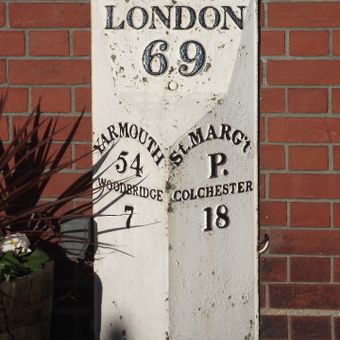 LONDON
69
YARMOUTH
54
WOODBRIDGE
7
St. MARG't
P.
COLCHESTER
18